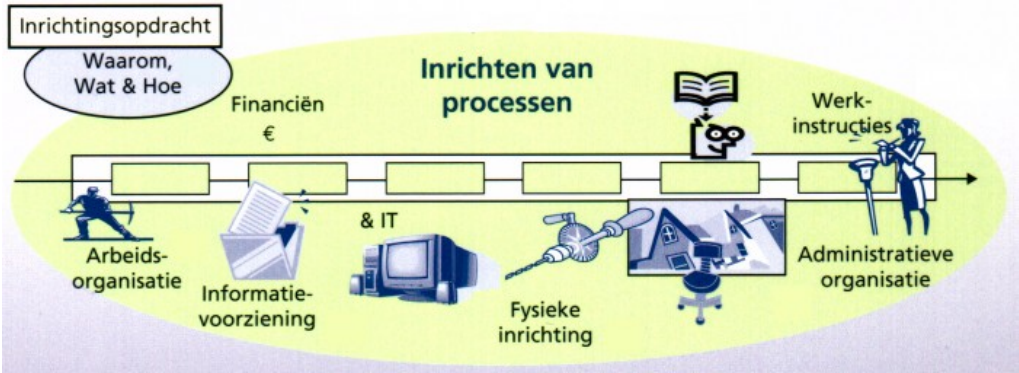 Inrichtingsopdracht
Waarom,
Wat & Hoe
Inrichten van
processen
Financiën
€
Werk-
instructies
& IT
Arbeids-
organisatie
Informatie-
voorziening
Fysieke
inrichting
Administratieve
organisatie